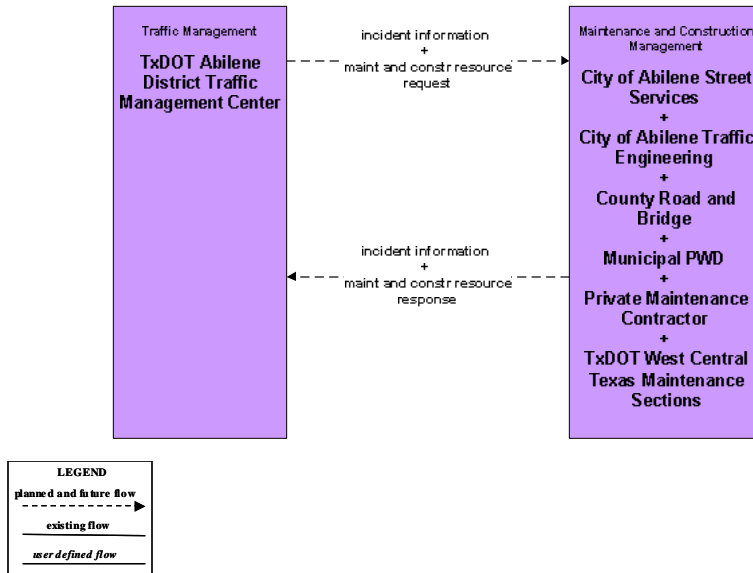 Traffic Management
TxDOT Abilene
District Traffic
Management Center
incident information
+
maint and constr resource
request
incident information
+
maint and constr resource
response
Maintenance and Construction
Management
City of Abilene Street
Services
+
City of Abilene Traffic
Engineering
+
County Road and
Bridge
+
Municipal PWD
+
Private Maintenance
Contractor
+
TxDOT West Central
Texas Maintenance
Sections
LEGEND
planned and future flow
existing flow
user defined flow